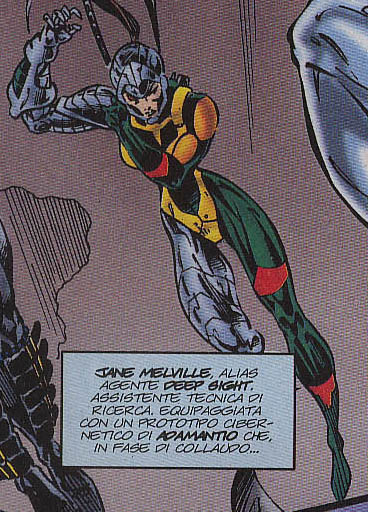 JANE MELVILLE, ALIAS
AGENTE DEEP SIGHT.
ASSISTENTE TECNICA DI
RICERCA. EQUIPAGGIATA
CON UN PROTOTIPO CIBER-
NETICO DI ADAMANTIO CHE,
IN FASE DI COLLAUDO...